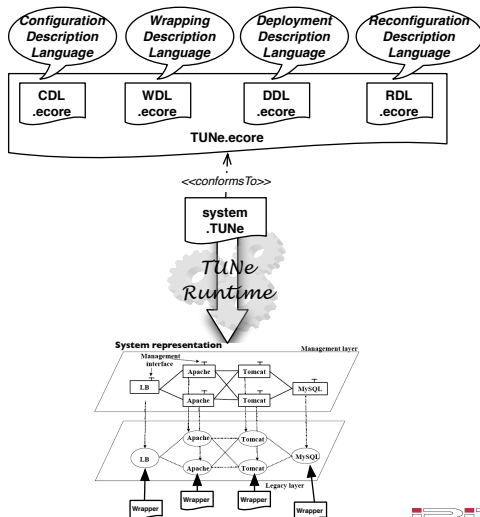 Configuration
Description
Language
Wrapping
Description
Language
Deployment
Description
Language
Reconfiguration
Description
Language
CDL
.ecore
WDL
.ecore
DDL
.ecore
RDL
.ecore
TUNe.ecore
<<conformsTo>>
system
.TUNe
TUNe
Runtime
System representation
Management layer
Management
interface
Apache
Tomcat
LB
MySQL
Apache
Tomcat
Apache
Tomcat
LB
MySQL
Apache
Tomcat
Legacy layer
Wrapper
Wrapper
Wrapper
Wrapper